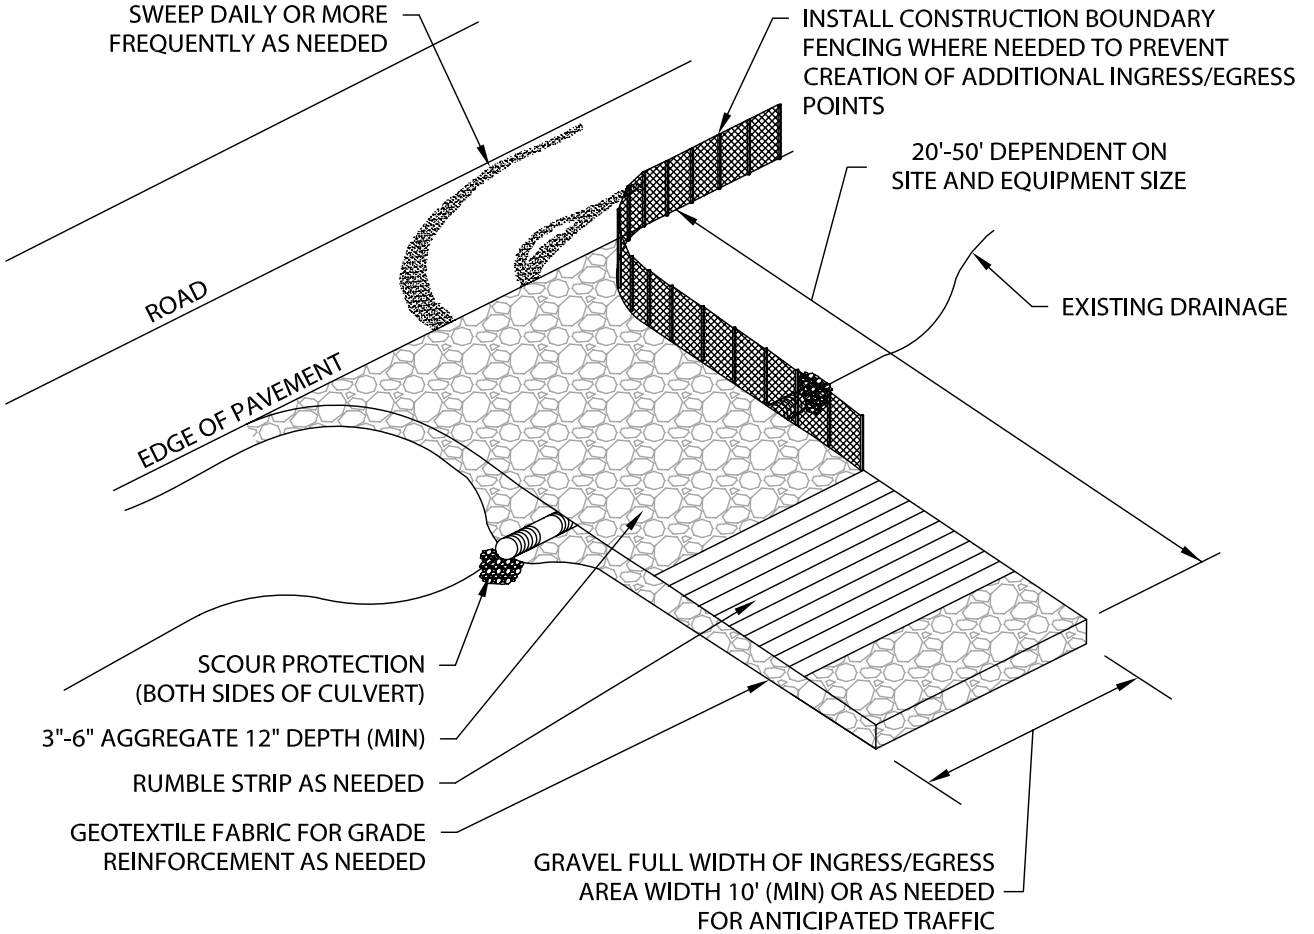 SWEEP DAILY OR MORE
FREQUENTLY AS NEEDED
INSTALL CONSTRUCTION BOUNDARY
FENCING WHERE NEEDED TO PREVENT
CREATION OF ADDITIONAL INGRESS/EGRESS
POINTS
20'-50' DEPENDENT ON
SITE AND EQUIPMENT SIZE
EXISTING DRAINAGE
ROAD
EDGE OF PAVEMENT
SCOUR PROTECTION
(BOTH SIDES OF CULVERT)
3"-6" AGGREGATE 12" DEPTH (MIN)
RUMBLE STRIP AS NEEDED
GEOTEXTILE FABRIC FOR GRADE
REINFORCEMENT AS NEEDED
GRAVEL FULL WIDTH OF INGRESS/EGRESS
AREA WIDTH 10' (MIN) OR AS NEEDED
FOR ANTICIPATED TRAFFIC